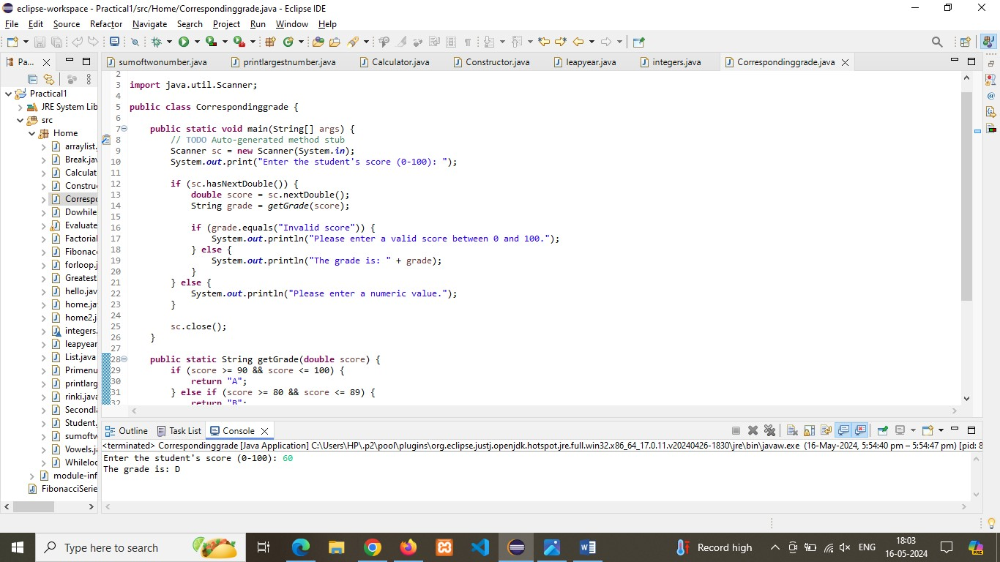 eclipse-workspace - Practical1/src/Home/Correspondinggrade.java - Eclipse IDE
File Edit Source Refactor Navigate Search Project Run Window Help
Pa...
sumoftwonumber.java printlargestnumber.java Calculator.java Constructor.java leapyear.java integers.java Correspondinggrade.java
Practical1
JRE System Lib
src
Home
arraylist.
Break.jav
Calculat
Constru
Correspo
Dowhile
Evaluate
Factorial
Fibonacc
forloop.j
Greatest
hello.jav
home.ja
home2.j
integers.
leapyear
List.java
Primenu
printlarg
rinki.java
Secondla
Student.
sumoftw
Vowels.j
Whileloo
module-inf
FibonacciSerie
2
3 import java.util.Scanner;
4
5 public class Correspondinggrade {
6
7 public static void main(String[] args) {
8 // TODO Auto-generated method stub
9 Scanner sc = new Scanner(System.in);
10 System.out.print("Enter the student's score (0-100): ");
11
12 if (sc.hasNextDouble()) {
13 double score = sc.nextDouble();
14 String grade = getGrade(score);
15
16 if (grade.equals("Invalid score")) {
17 System.out.println("Please enter a valid score between 0 and 100.");
18 } else {
19 System.out.println("The grade is: " + grade);
20 }
21 } else {
22 System.out.println("Please enter a numeric value.");
23 }
24
25 sc.close();
26 }
27
28 public static String getGrade(double score) {
29 if (score >= 90 && score <= 100) {
30 return "A";
31 } else if (score >= 80 && score <= 89) {
32 return "B";
Outline Task List Console
<terminated> Correspondinggrade [Java Application] C:\Users\HP\.p2\pool\plugins\org.eclipse.justj.openjdk.hotspot.jre.full.win32.x86_64_17.0.11.v20240426-1830\jre\bin\javaw.exe (16-May-2024, 5:54:40 pm – 5:54:47 pm) [pid: 8
Enter the student's score (0-100): 60
The grade is: D
Type here to search
Record high
ENG
18:03
16-05-2024